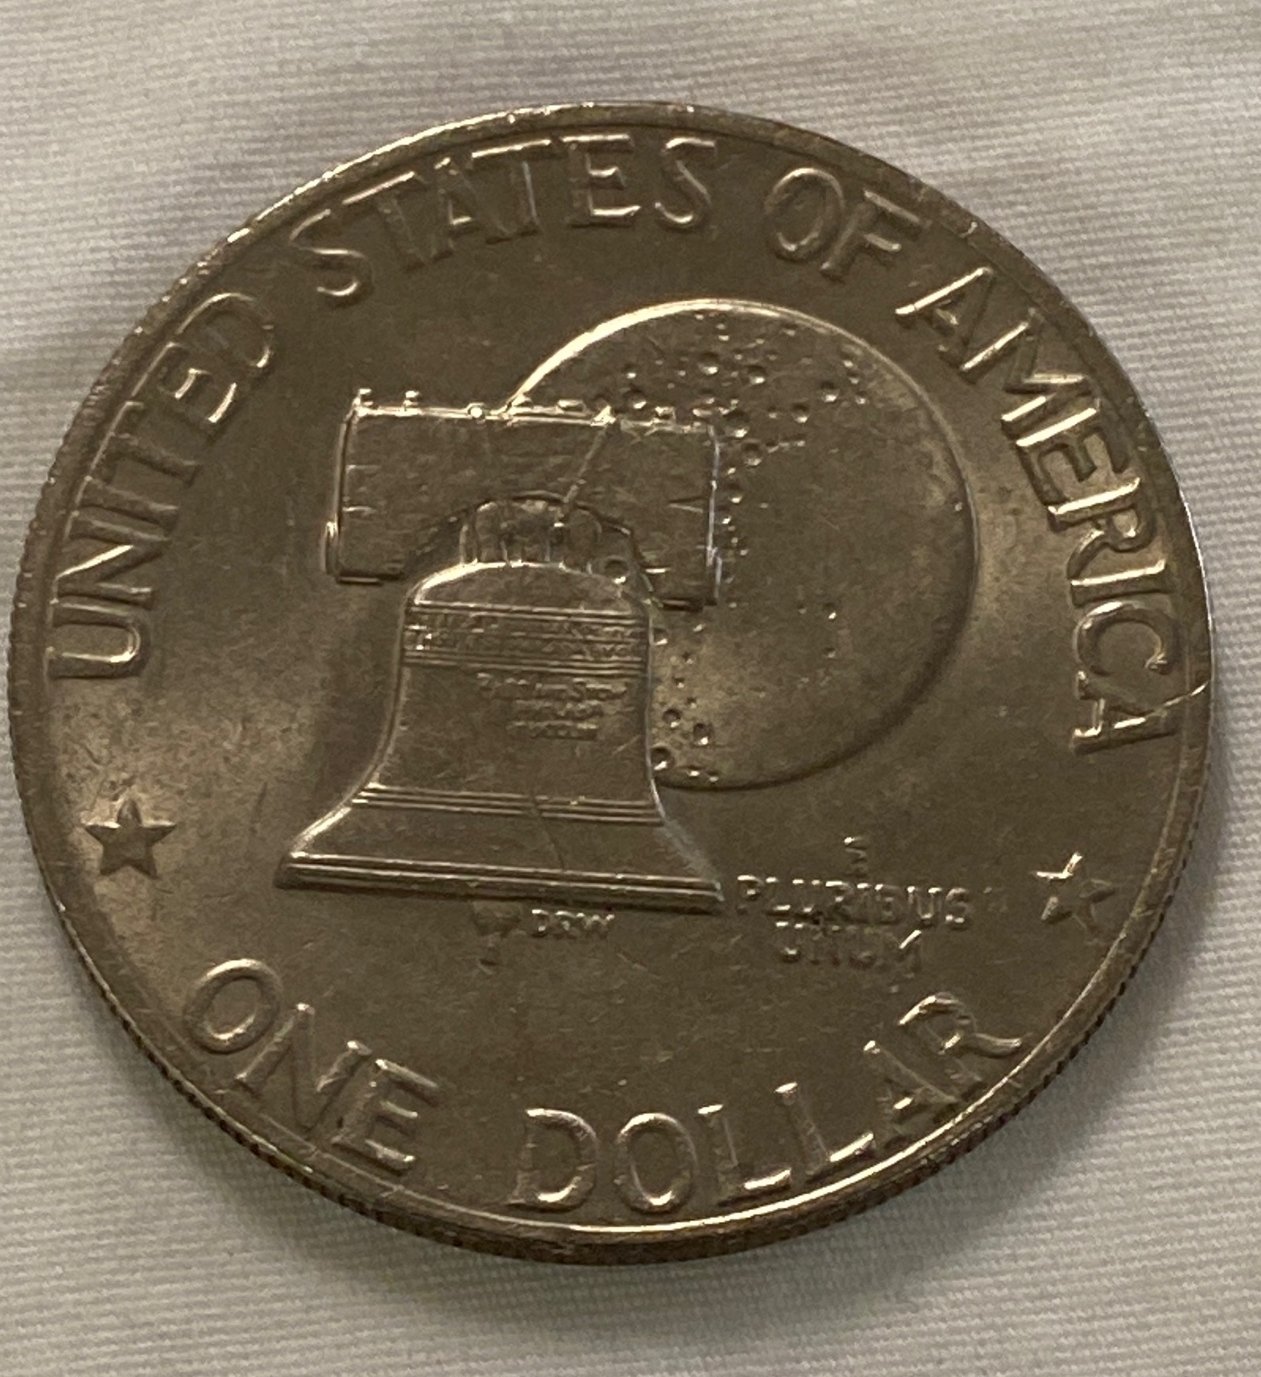 UNITED STATES OF AMERICA
E
PLURIBUS
UNUM
DRW
ONE DOLLAR